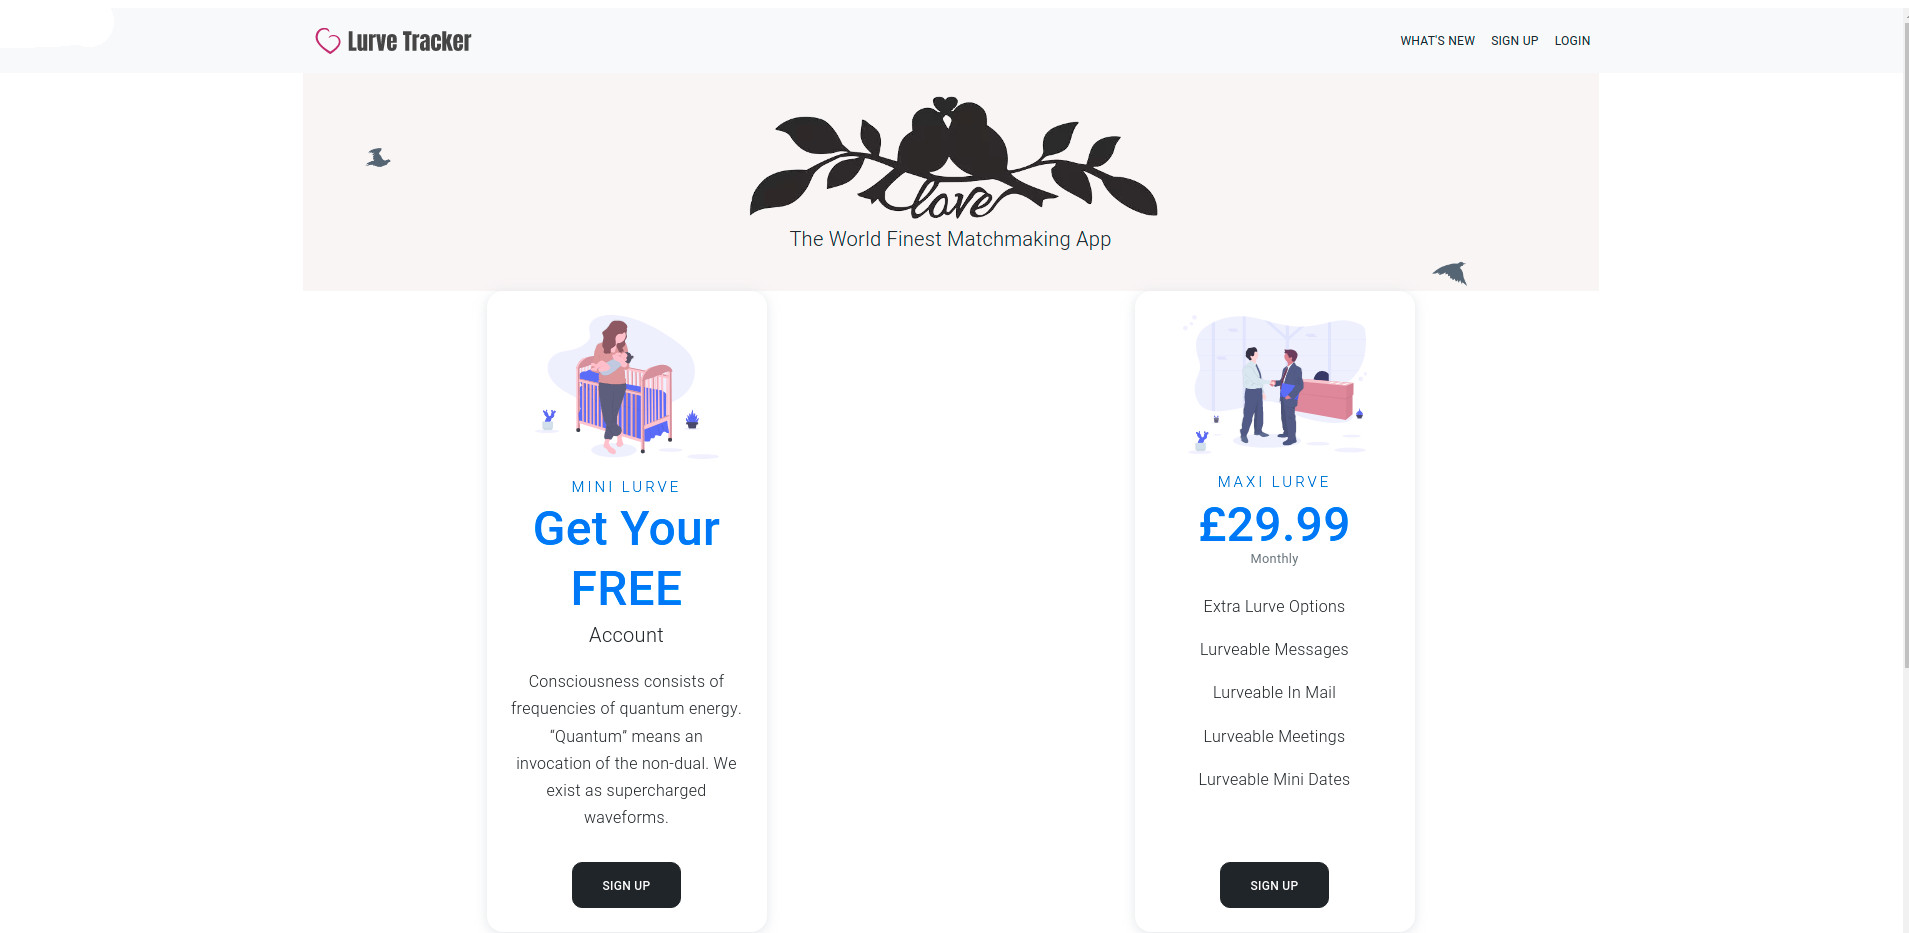 Lurve Tracker
WHAT'S NEW SIGN UP LOGIN
love
The World Finest Matchmaking App
MINI LURVE
Get Your
FREE
Account
Consciousness consists of
frequencies of quantum energy.
“Quantum” means an
invocation of the non-dual. We
exist as supercharged
waveforms.
SIGN UP
MAXI LURVE
£29.99
Monthly
Extra Lurve Options
Lurveable Messages
Lurveable In Mail
Lurveable Meetings
Lurveable Mini Dates
SIGN UP